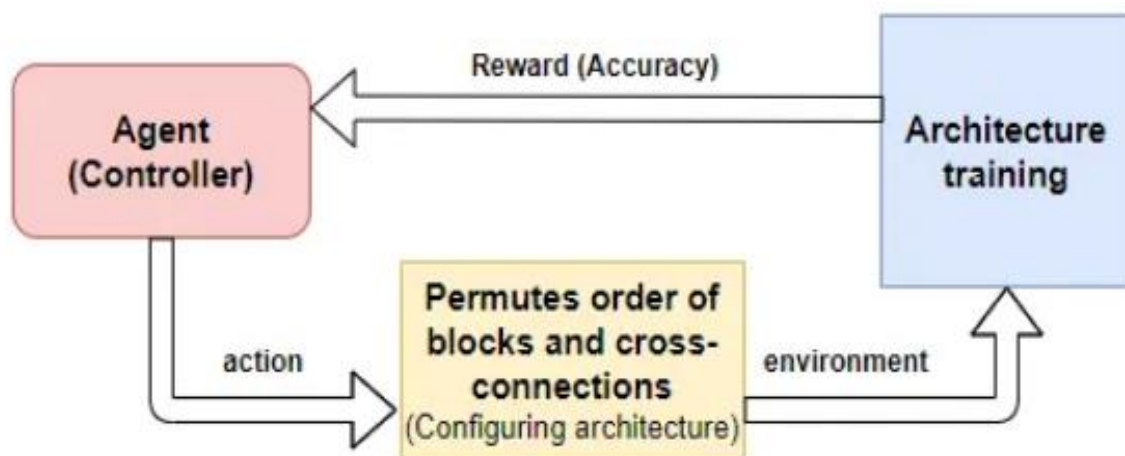 Reward (Accuracy)
Agent
(Controller)
Architecture
training
action
Permutes order of
blocks and cross-
connections
(Configuring architecture)
environment